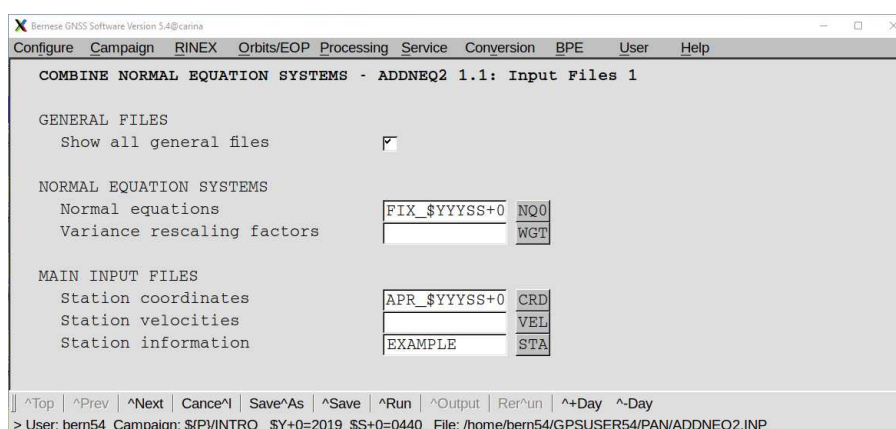 Bernese GNSS Software Version 5.4@carina
Configure Campaign RINEX Orbits/EOP Processing Service Conversion BPE User Help
COMBINE NORMAL EQUATION SYSTEMS - ADDNEQ2 1.1: Input Files 1
GENERAL FILES
Show all general files
NORMAL EQUATION SYSTEMS
Normal equations FIX_$YYYSS+0 NQ0
Variance rescaling factors WGT
MAIN INPUT FILES
Station coordinates APR_$YYYSS+0 CRD
Station velocities VEL
Station information EXAMPLE STA
^Top | ^Prev | ^Next | Cance^l | Save^As | ^Save | ^Run | ^Output | Rer^un | ^+Day ^-Day
> User: bern54 Campaign: ${P}/INTRO $Y+0=2019 $S+0=0440 File: /home/bern54/GPSUSER54/PAN/ADDNEQ2.INP